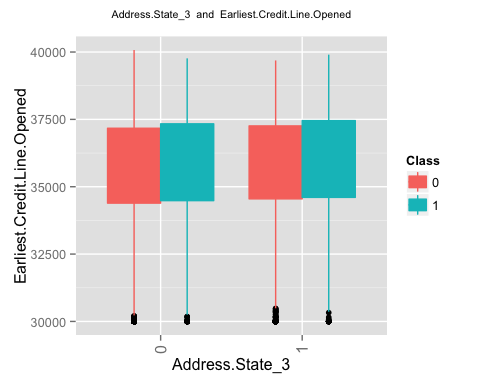 Address.State_3 and Earliest.Credit.Line.Opened
40000
37500
35000
32500
30000
Earliest.Credit.Line.Opened
0
1
Address.State_3
Class
0
1